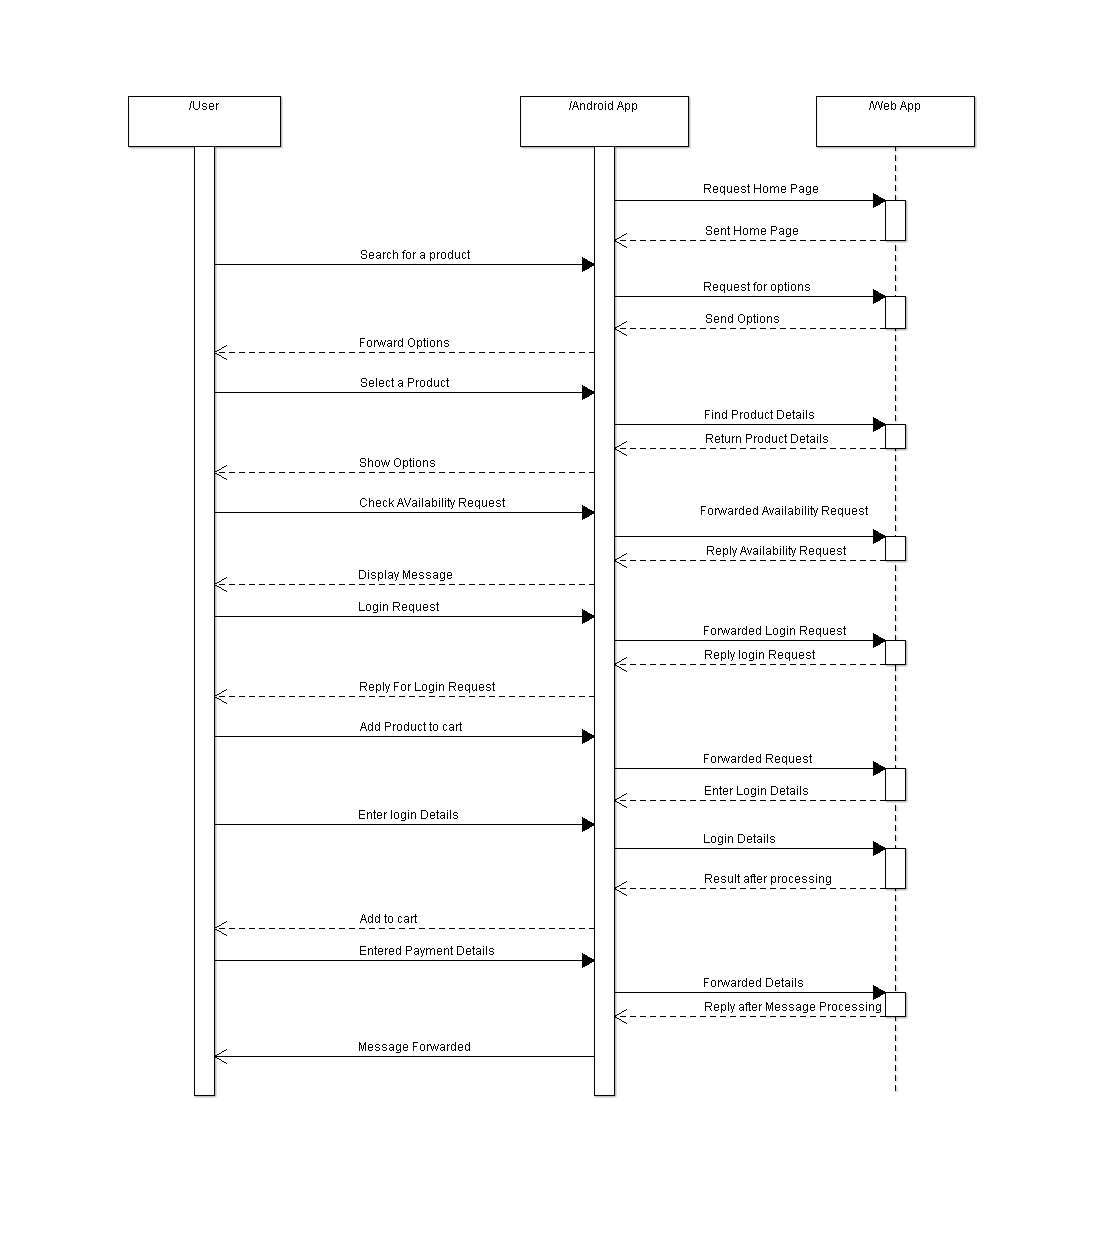 /User
/Android App
/Web App
Request Home Page
Sent Home Page
Search for a product
Request for options
Send Options
Forward Options
Select a Product
Find Product Details
Return Product Details
Show Options
Check AVailability Request
Forwarded Availability Request
Reply Availability Request
Display Message
Login Request
Forwarded Login Request
Reply login Request
Reply For Login Request
Add Product to cart
Forwarded Request
Enter Login Details
Enter login Details
Login Details
Result after processing
Add to cart
Entered Payment Details
Forwarded Details
Reply after Message Processing
Message Forwarded